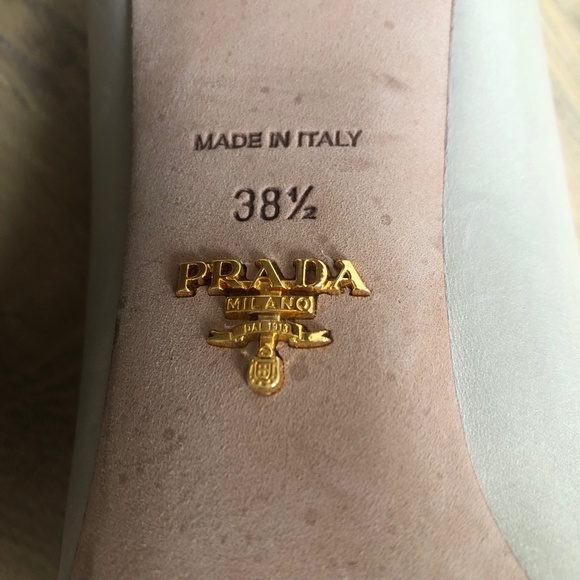 MADE IN ITALY
38½
PRADA
MILANO
DAL 1913